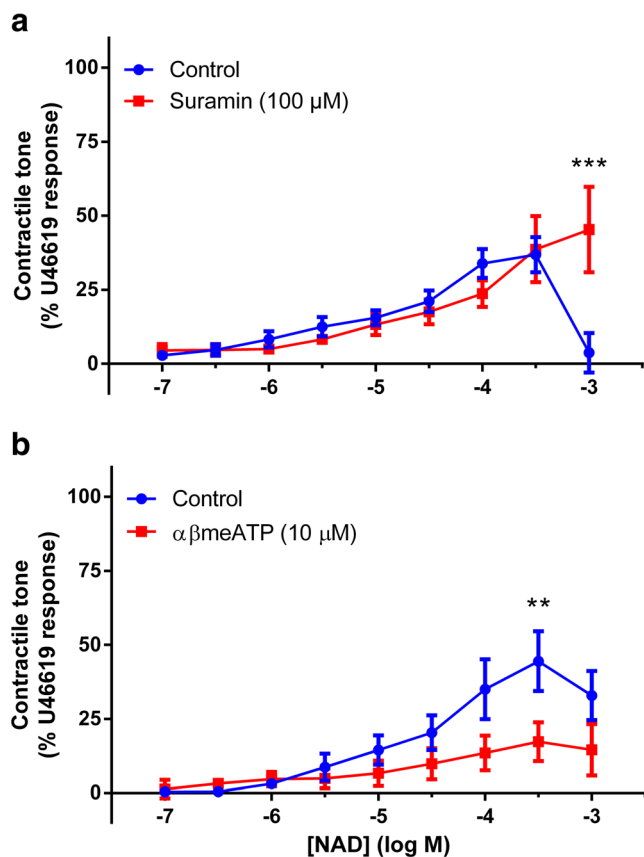 a
100
75
50
25
0
Control
Suramin (100 µM)
***
Contractile tone
(% U46619 response)
-7 -6 -5 -4 -3
b
100
75
50
25
0
Control
αβmeATP (10 µM)
**
Contractile tone
(% U46619 response)
-7 -6 -5 -4 -3
[NAD] (log M)